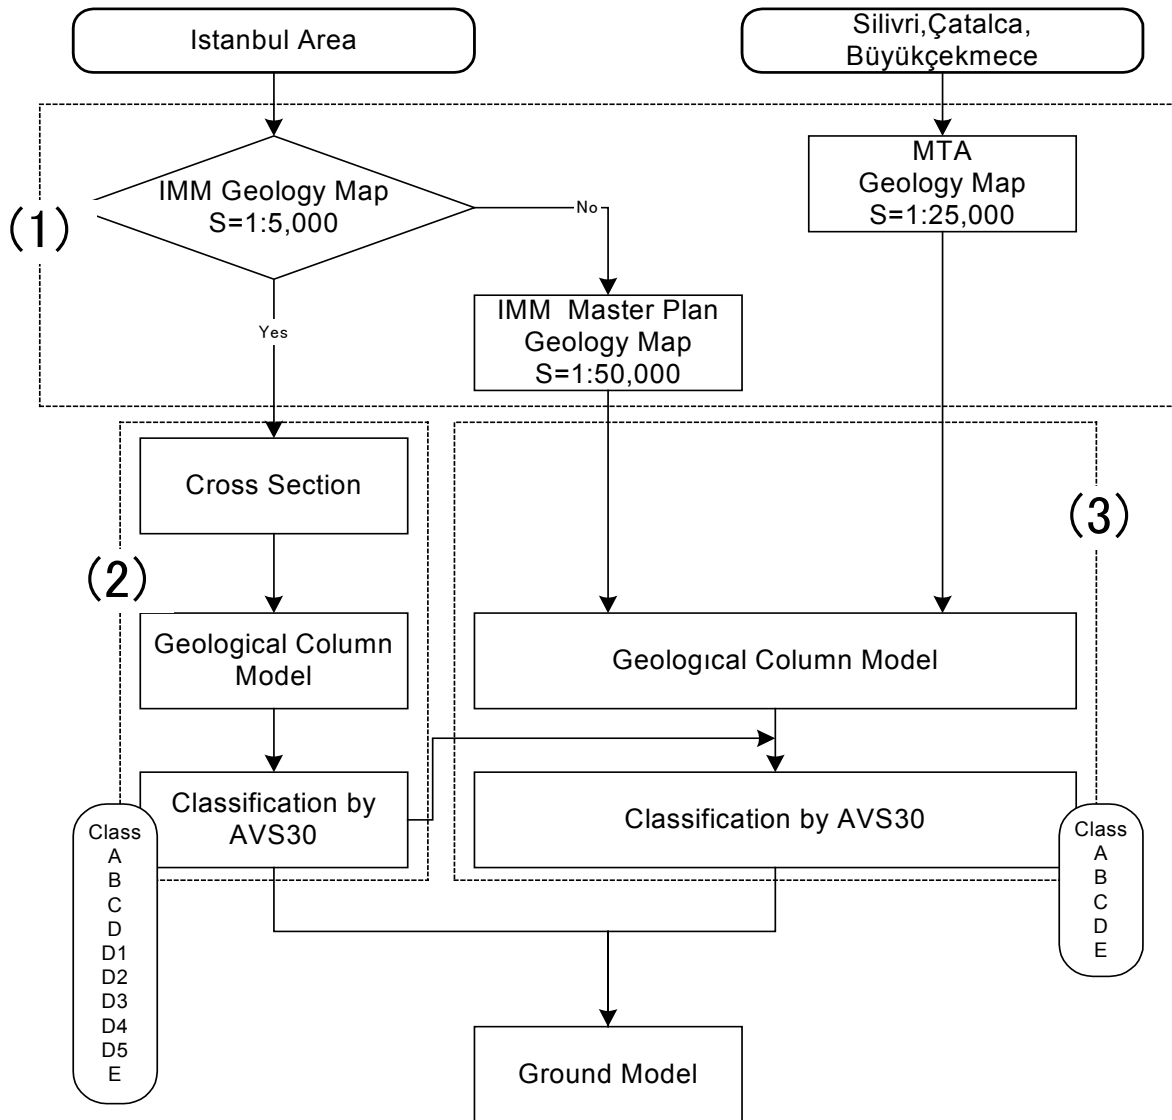 Istanbul Area
Silivri,Çatalca,
Büyükçekmece
(1)
IMM Geology Map
S=1:5,000
No
MTA
Geology Map
S=1:25,000
Yes
IMM  Master Plan
Geology Map
S=1:50,000
(2)
Cross Section
(3)
Geological Column
Model
Geologıcal Column Model
Classification by
AVS30
Classification by AVS30
Class
A
B
C
D
D1
D2
D3
D4
D5
E
Class
A
B
C
D
E
Ground Model